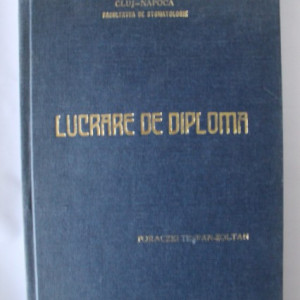 CLUJ-NAPOCA
FACULTATEA DE STOMATOLOGIE
LUCRARE DE DIPLOMA